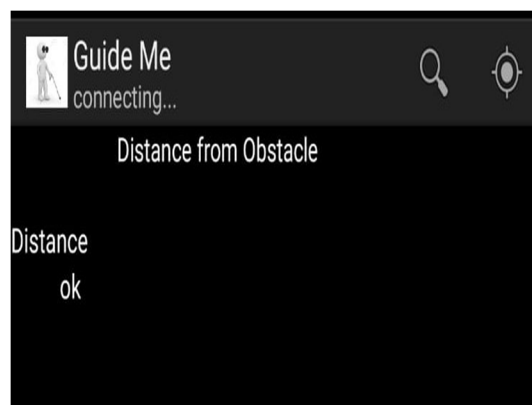 Guide Me
connecting...
Distance from Obstacle
Distance
ok